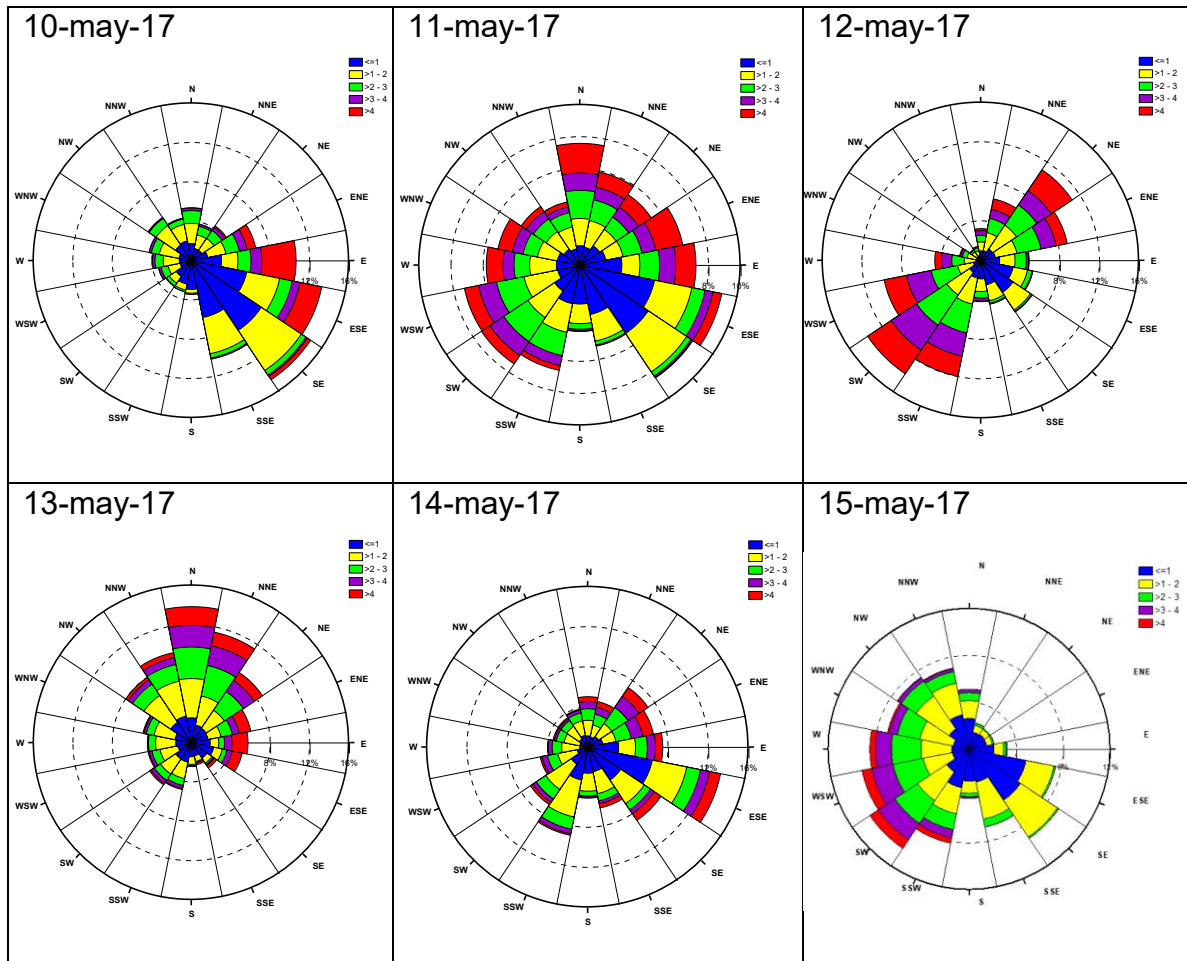 10-may-17
<=1
>1 - 2
>2 - 3
>3 - 4
>4
N
NNW
NNE
NW
NE
WNW
ENE
W
E
12%
16%
WSW
ESE
SW
SE
SSW
SSE
S
11-may-17
<=1
>1 - 2
>2 - 3
>3 - 4
>4
N
NNW
NNE
NW
NE
WNW
ENE
W
E
8%
10%
WSW
ESE
SW
SE
SSW
SSE
S
12-may-17
<=1
>1 - 2
>2 - 3
>3 - 4
>4
N
NNW
NNE
NW
NE
WNW
ENE
W
E
8%
12%
16%
WSW
ESE
SW
SE
SSW
SSE
S
13-may-17
<=1
>1 - 2
>2 - 3
>3 - 4
>4
N
NNW
NNE
NW
NE
WNW
ENE
W
E
8%
12%
16%
WSW
ESE
SW
SE
SSW
SSE
S
14-may-17
<=1
>1 - 2
>2 - 3
>3 - 4
>4
N
NNW
NNE
NW
NE
WNW
ENE
W
E
12%
16%
WSW
ESE
SW
SE
SSW
SSE
S
15-may-17
<=1
>1 - 2
>2 - 3
>3 - 4
>4
N
NNW
NNE
NW
NE
WNW
ENE
W
E
8%
12%
WSW
ESE
SW
SE
SSW
SSE
S